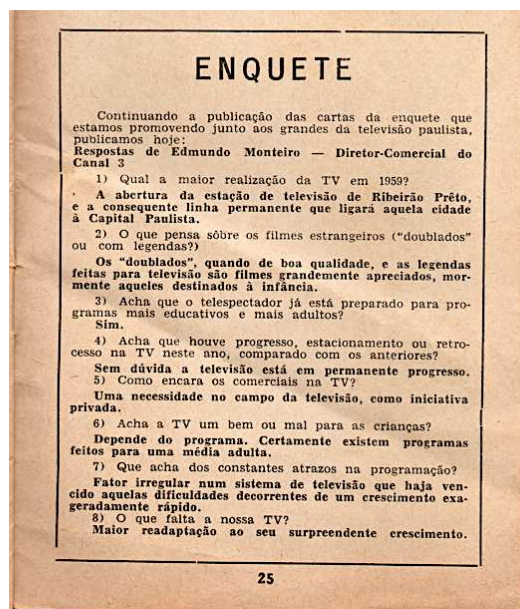 ENQUETE
Continuando a publicação das cartas da enquete que
estamos promovendo junto aos grandes da televisão paulista,
publicamos hoje:
Respostas de Edmundo Monteiro — Diretor-Comercial do
Canal 3
1) Qual a maior realização da TV em 1959?
A abertura da estação de televisão de Ribeirão Prêto,
e a consequente linha permanente que ligará aquela cidade
à Capital Paulista.
2) O que pensa sôbre os filmes estrangeiros ("doublados"
ou com legendas?)
Os "doublados", quando de boa qualidade, e as legendas
feitas para televisão são filmes grandemente apreciados, mor-
mente aqueles destinados à infância.
3) Acha que o telespectador já está preparado para pro-
gramas mais educativos e mais adultos?
Sim.
4) Acha que houve progresso, estacionamento ou retro-
cesso na TV neste ano, comparado com os anteriores?
Sem dúvida a televisão está em permanente progresso.
5) Como encara os comerciais na TV?
Uma necessidade no campo da televisão, como iniciativa
privada.
6) Acha a TV um bem ou mal para as crianças?
Depende do programa. Certamente existem programas
feitos para uma média adulta.
7) Que acha dos constantes atrazos na programação?
Fator irregular num sistema de televisão que haja ven-
cido aquelas dificuldades decorrentes de um crescimento exa-
geradamente rápido.
8) O que falta a nossa TV?
Maior readaptação ao seu surpreendente crescimento.
25